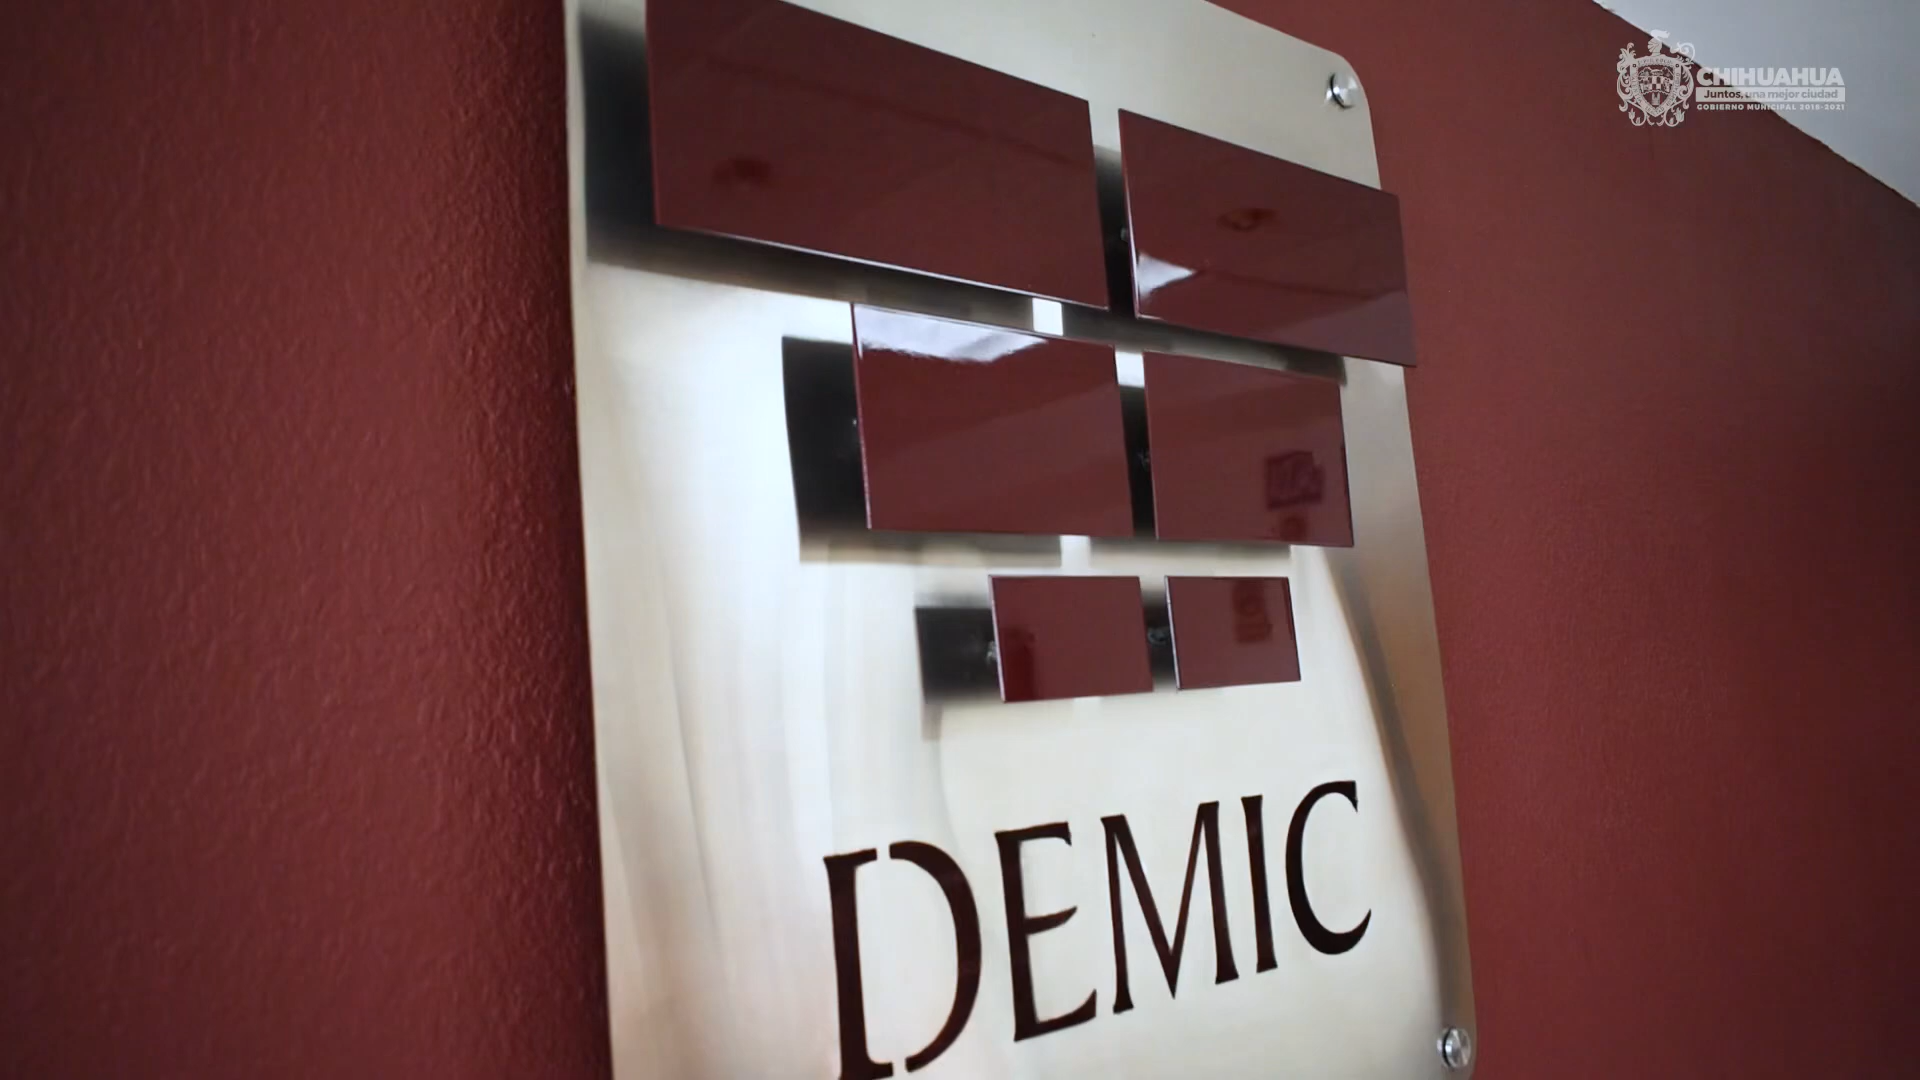 CHIHUAHUA
Juntos, una mejor ciudad
GOBIERNO MUNICIPAL 2018-2021
DEMIC